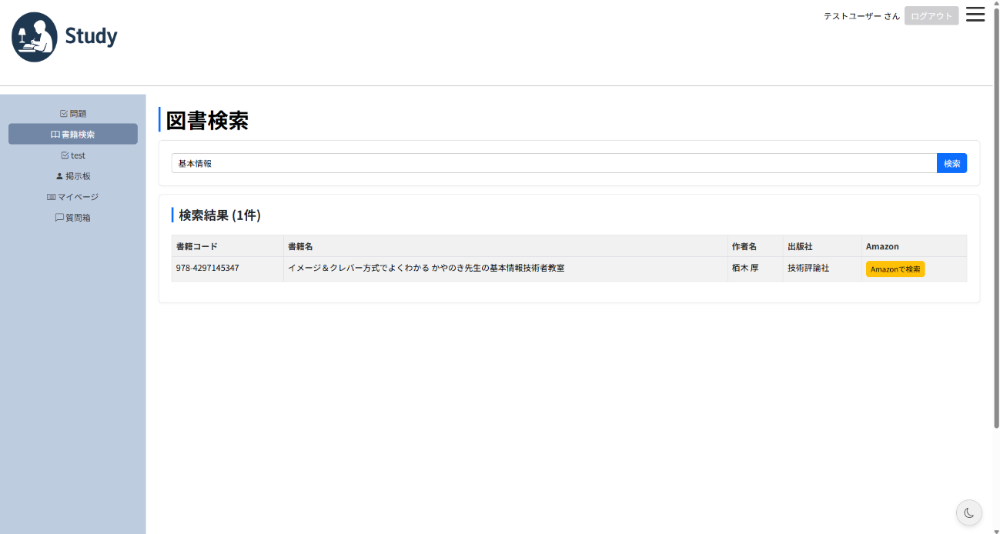 Study
テストユーザー さん ログアウト
問題
書籍検索
test
掲示板
マイページ
質問箱
図書検索
基本情報 検索
検索結果 (1件)
書籍コード 書籍名 作者名 出版社 Amazon
978-4297145347 イメージ＆クレバー方式でよくわかる かやのき先生の基本情報技術者教室 栢木 厚 技術評論社 Amazonで検索